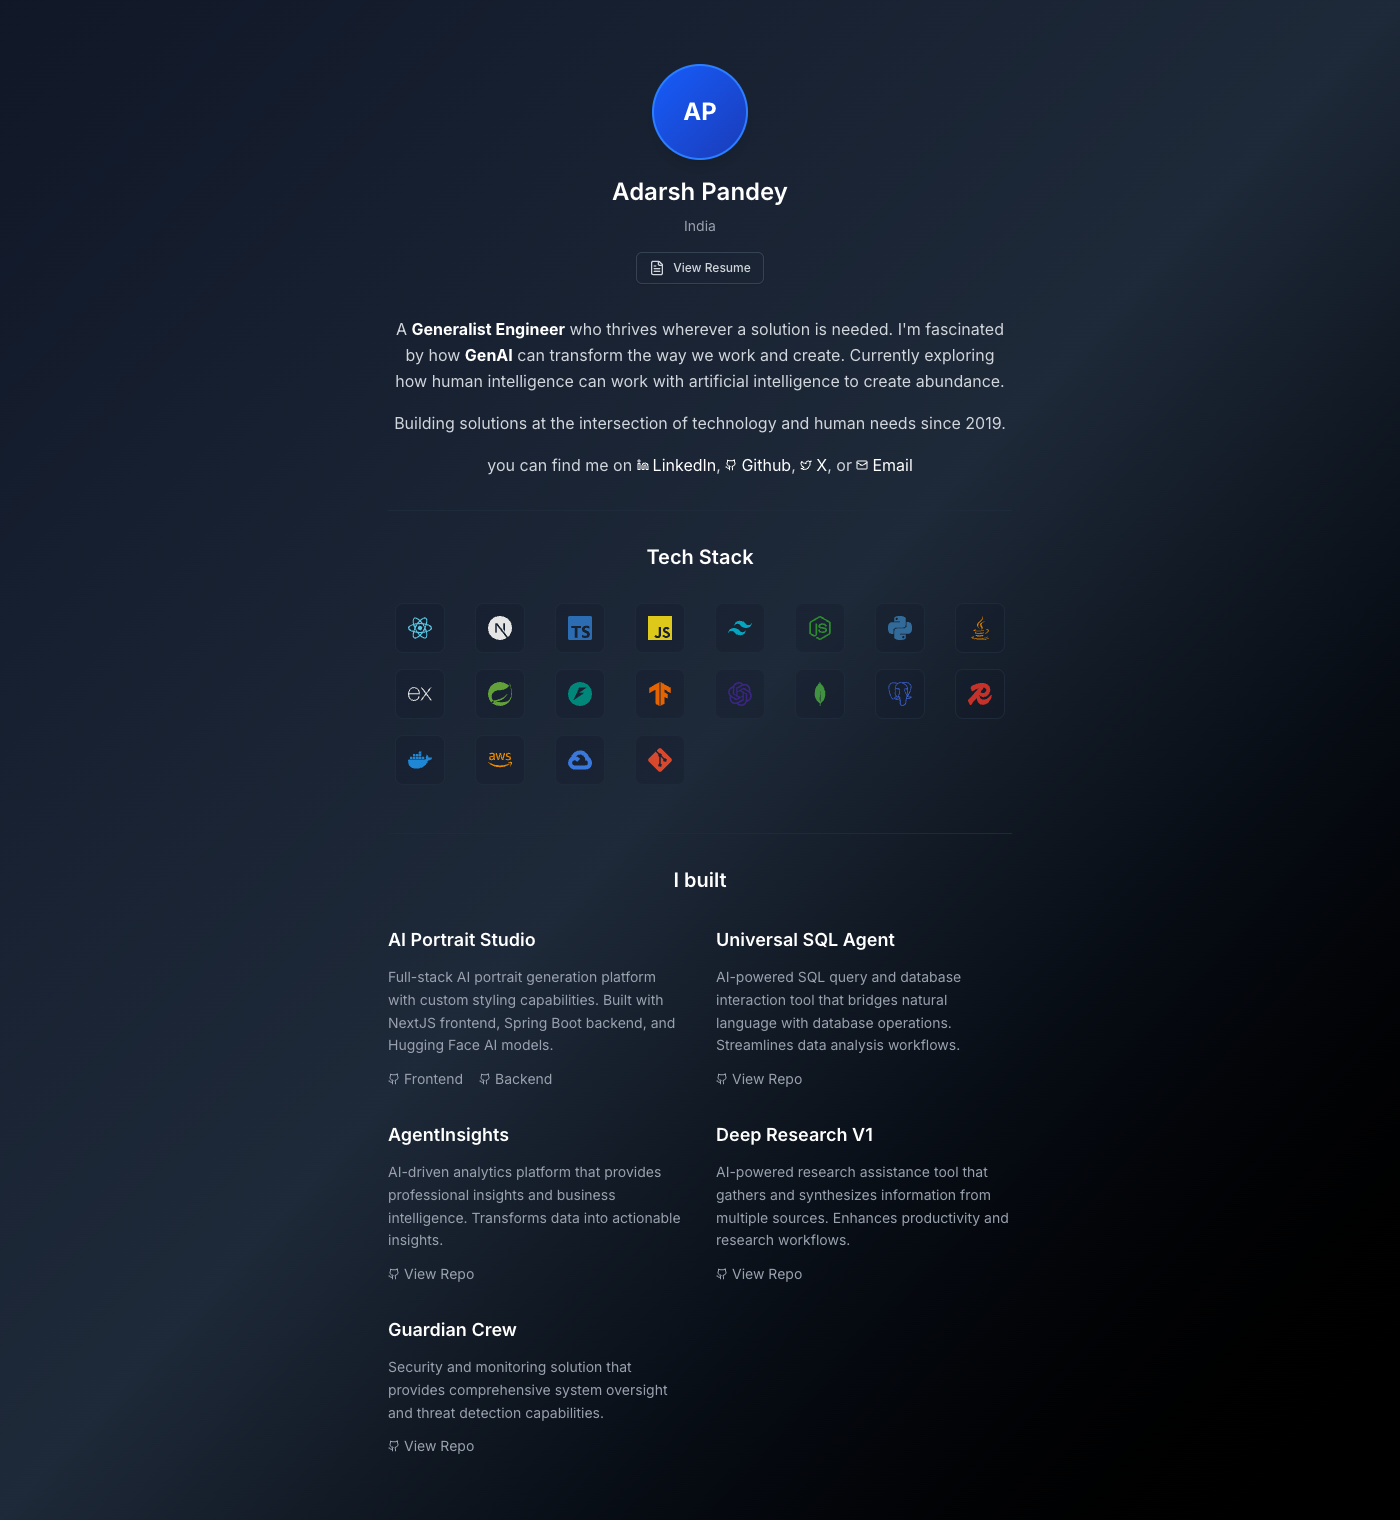 AP
Adarsh Pandey
India
View Resume
A Generalist Engineer who thrives wherever a solution is needed. I'm fascinated
by how GenAI can transform the way we work and create. Currently exploring
how human intelligence can work with artificial intelligence to create abundance.
Building solutions at the intersection of technology and human needs since 2019.
you can find me on LinkedIn, Github, X, or Email
Tech Stack
N
TS
JS
JS
ex
aws
I built
AI Portrait Studio
Full-stack AI portrait generation platform
with custom styling capabilities. Built with
NextJS frontend, Spring Boot backend, and
Hugging Face AI models.
Frontend Backend
Universal SQL Agent
AI-powered SQL query and database
interaction tool that bridges natural
language with database operations.
Streamlines data analysis workflows.
View Repo
AgentInsights
AI-driven analytics platform that provides
professional insights and business
intelligence. Transforms data into actionable
insights.
View Repo
Deep Research V1
AI-powered research assistance tool that
gathers and synthesizes information from
multiple sources. Enhances productivity and
research workflows.
View Repo
Guardian Crew
Security and monitoring solution that
provides comprehensive system oversight
and threat detection capabilities.
View Repo